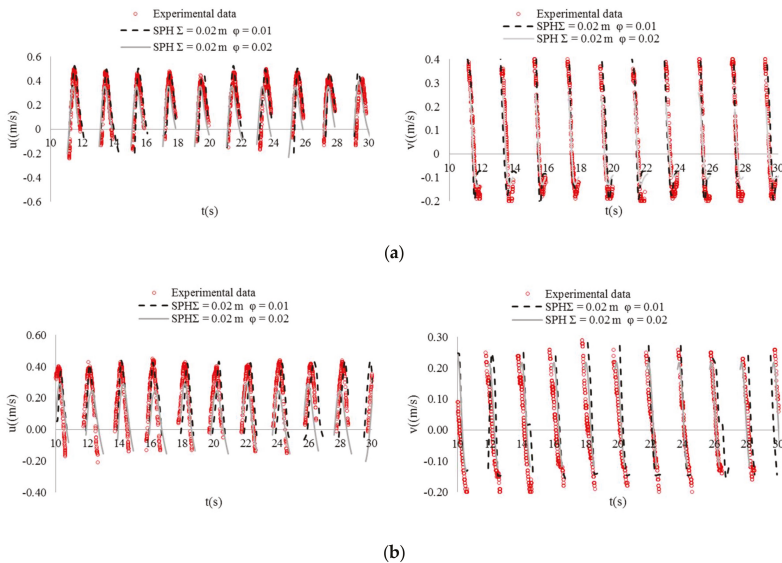 Experimental data
SPH Σ = 0.02 m φ = 0.01
SPH Σ = 0.02 m φ = 0.02
0.6
0.4
0.2
0
-0.2
-0.4
-0.6
10 12 14 16 18 20 22 24 26 28 30
u((m/s)
t(s)
Experimental data
SPHΣ = 0.02 m φ = 0.01
SPH Σ = 0.02 m φ = 0.02
0.4
0.3
0.2
0.1
0
-0.1
-0.2
10 12 14 16 18 20 22 24 26 28 30
v((m/s)
t(s)
(a)
Experimental data
SPHΣ = 0.02 m φ = 0.01
SPHΣ = 0.02 m φ = 0.02
0.60
0.40
0.20
0.00
-0.20
-0.40
10 12 14 16 18 20 22 24 26 28 30
u((m/s)
t(s)
Experimental data
SPHΣ = 0.02 m φ = 0.01
SPH Σ = 0.02 m φ = 0.02
0.30
0.20
0.10
0.00
-0.10
-0.20
10 12 14 16 18 20 22 24 26 28 30
v((m/s)
t(s)
(b)